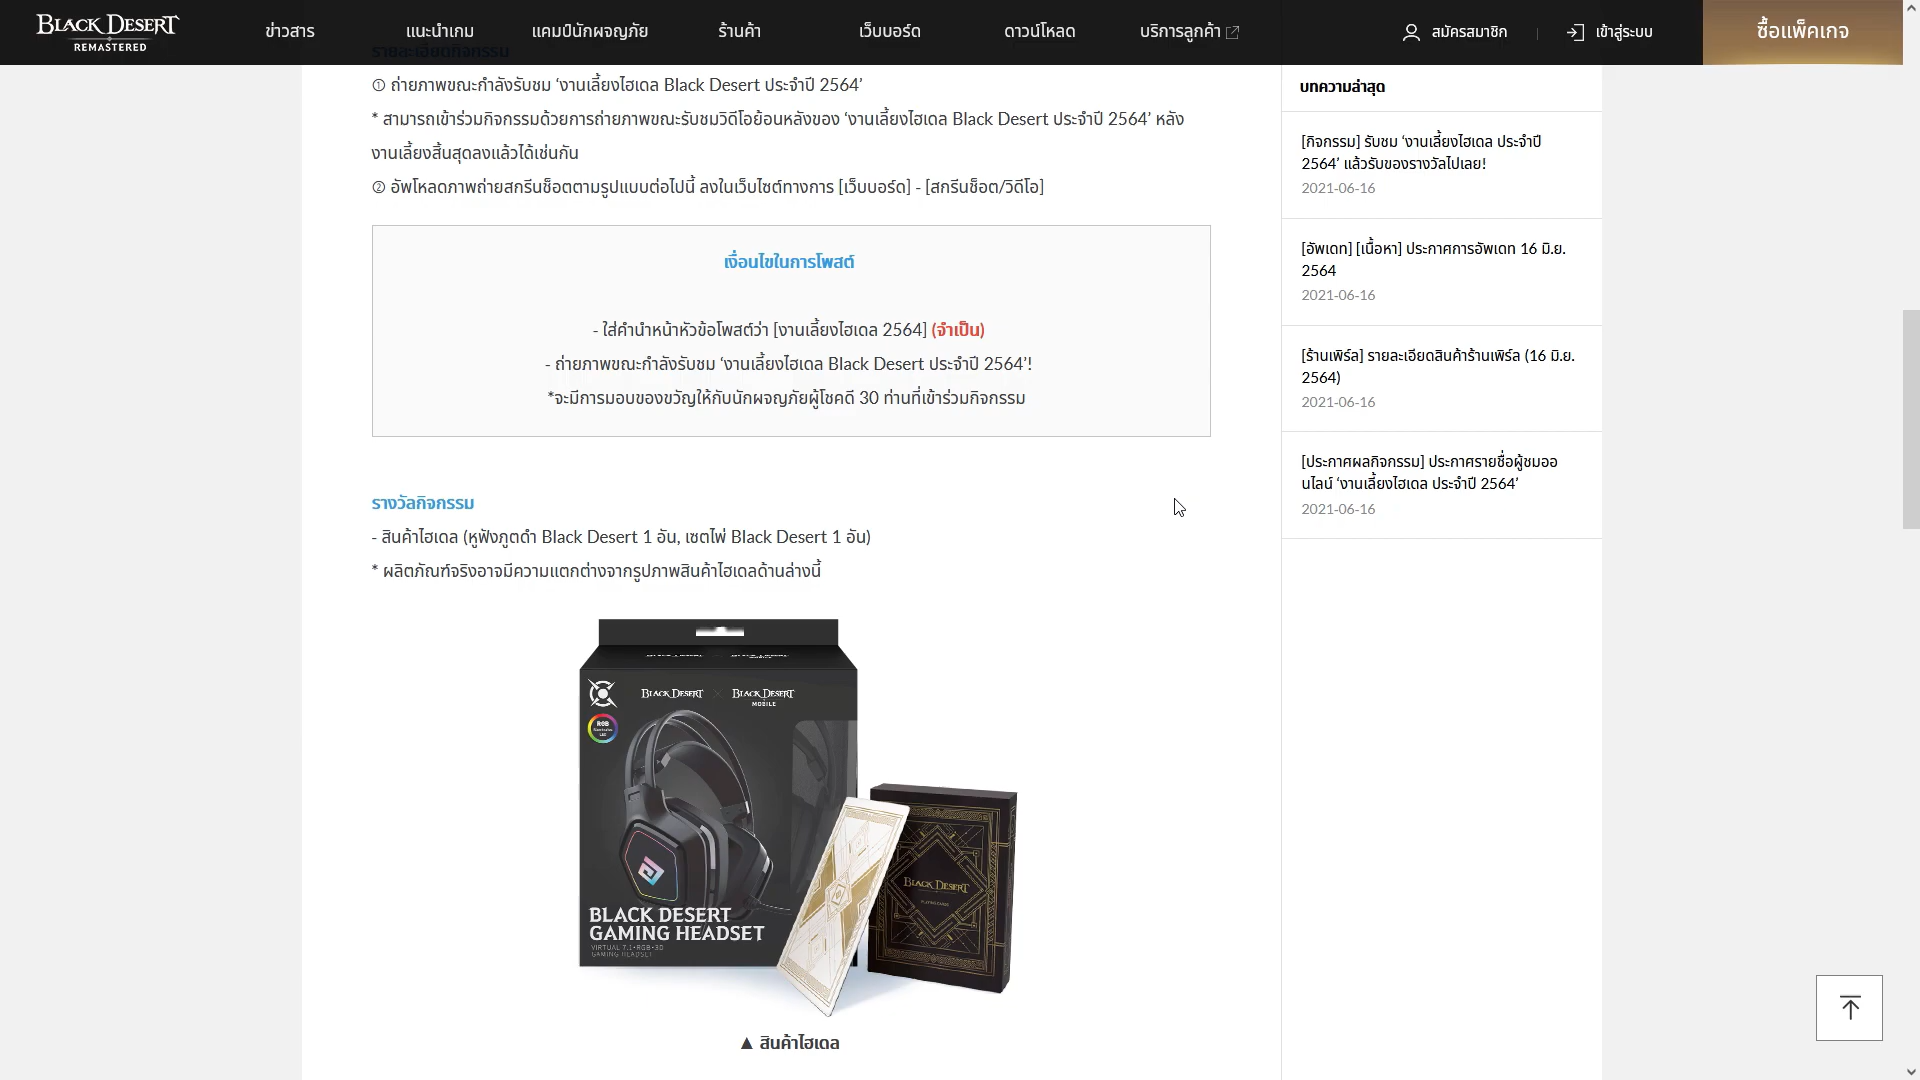 BLACK DESERT
REMASTERED
ข่าวสาร
แนะนำเกม
แคมป์นักผจญภัย
ร้านค้า
เว็บบอร์ด
ดาวน์โหลด
บริการลูกค้า
สมัครสมาชิก
เข้าสู่ระบบ
ซื้อแพ็คเกจ
รายละเอียดกิจกรรม
① ถ่ายภาพขณะกำลังรับชม ‘งานเลี้ยงไฮเดล Black Desert ประจำปี 2564’
* สามารถเข้าร่วมกิจกรรมด้วยการถ่ายภาพขณะรับชมวิดีโอย้อนหลังของ ‘งานเลี้ยงไฮเดล Black Desert ประจำปี 2564’ หลัง
งานเลี้ยงสิ้นสุดลงแล้วได้เช่นกัน
② อัพโหลดภาพถ่ายสกรีนช็อตตามรูปแบบต่อไปนี้ ลงในเว็บไซต์ทางการ [เว็บบอร์ด] - [สกรีนช็อต/วิดีโอ]
เงื่อนไขในการโพสต์
- ใส่คำนำหน้าหัวข้อโพสต์ว่า [งานเลี้ยงไฮเดล 2564] (จำเป็น)
- ถ่ายภาพขณะกำลังรับชม ‘งานเลี้ยงไฮเดล Black Desert ประจำปี 2564’!
*จะมีการมอบของขวัญให้กับนักผจญภัยผู้โชคดี 30 ท่านที่เข้าร่วมกิจกรรม
รางวัลกิจกรรม
- สินค้าไฮเดล (หูฟังภูตดำ Black Desert 1 อัน, เซตไพ่ Black Desert 1 อัน)
* ผลิตภัณฑ์จริงอาจมีความแตกต่างจากรูปภาพสินค้าไฮเดลด้านล่างนี้
BLACK DESERT X BLACK DESERT
MOBILE
RGB
BLACK DESERT
GAMING HEADSET
VIRTUAL 7.1•RGB•3D
GAMING HEADSET
BLACK DESERT
PLAYING CARDS
▲ สินค้าไฮเดล
บทความล่าสุด
[กิจกรรม] รับชม ‘งานเลี้ยงไฮเดล ประจำปี
2564’ แล้วรับของรางวัลไปเลย!
2021-06-16
[อัพเดท] [เนื้อหา] ประกาศการอัพเดท 16 มิ.ย.
2564
2021-06-16
[ร้านเพิร์ล] รายละเอียดสินค้าร้านเพิร์ล (16 มิ.ย.
2564)
2021-06-16
[ประกาศผลกิจกรรม] ประกาศรายชื่อผู้ชมออ
นไลน์ ‘งานเลี้ยงไฮเดล ประจำปี 2564’
2021-06-16